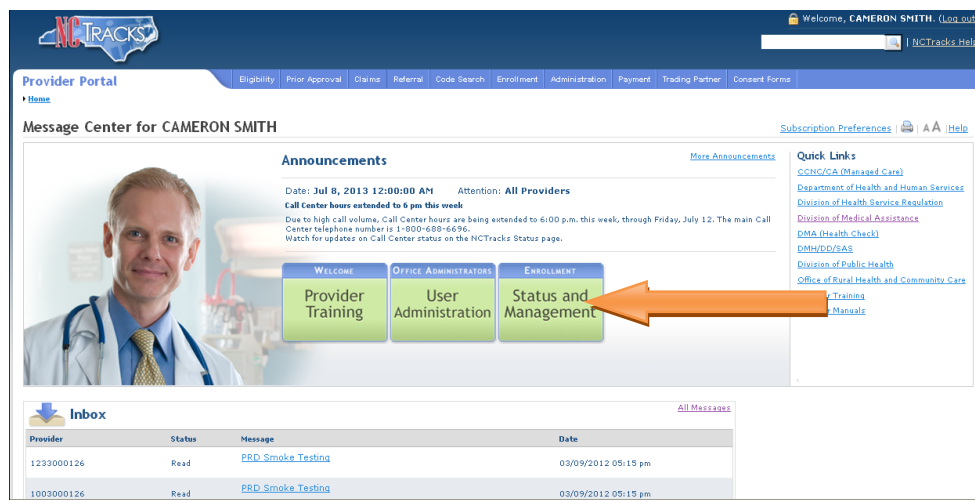 NCTRACKS
Welcome, CAMERON SMITH. (Log out
| NCTracks Help
Provider Portal
Eligibility Prior Approval Claims Referral Code Search Enrollment Administration Payment Trading Partner Consent Forms
Home
Message Center for CAMERON SMITH
Subscription Preferences | | A A | Help
Announcements
More Announcements
Date: Jul 8, 2013 12:00:00 AM Attention: All Providers
Call Center hours extended to 6 pm this week
Due to high call volume, Call Center hours are being extended to 6:00 p.m. this week, through Friday, July 12. The main Call
Center telephone number is 1-800-688-6696.
Watch for updates on Call Center status on the NCTracks Status page.
WELCOME
Provider
Training
OFFICE ADMINISTRATORS
User
Administration
ENROLLMENT
Status and
Management
Quick Links
CCNC/CA (Managed Care)
Department of Health and Human Services
Division of Health Service Regulation
Division of Medical Assistance
DMA (Health Check)
DMH/DD/SAS
Division of Public Health
Office of Rural Health and Community Care
Training
Manuals
Inbox
All Messages
Provider Status Message Date
1233000126 Read PRD Smoke Testing 03/09/2012 05:15 pm
1003000126 Read PRD Smoke Testing 03/09/2012 05:15 pm